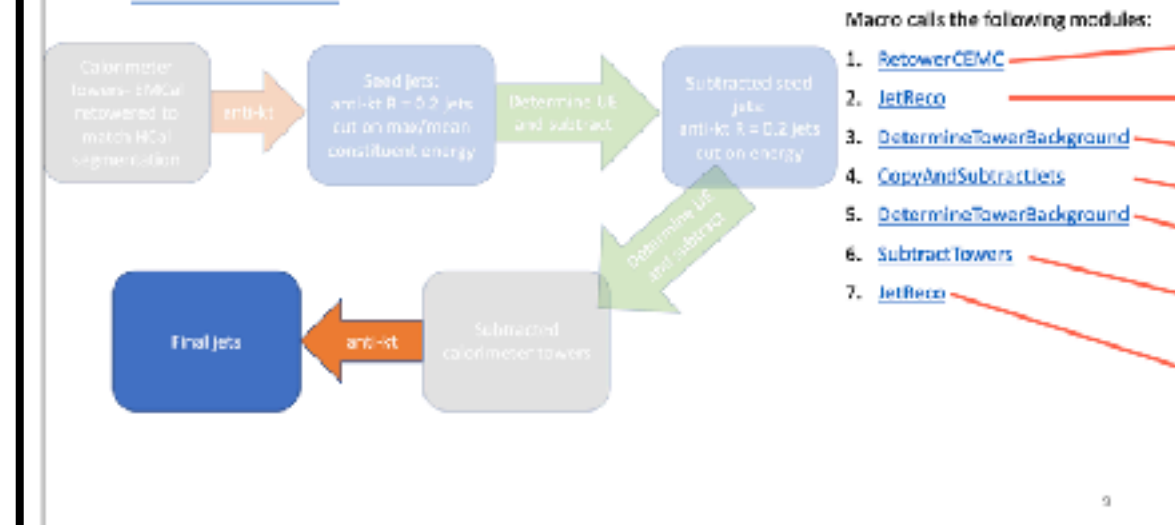 Macro calls the following modules:
Calorimeter
towers- EMCal
retowered to
match HCal
segmentation
anti-kt
Seed jets:
anti-kt R = 0.2 jets
cut on max/mean
constituent energy
Determine UE
and subtract
Subtracted seed
jets:
anti-kt R = 0.2 jets
cut on energy
1. RetowerCEMC
2. JetReco
3. DetermineTowerBackground
4. CopyAndSubtractJets
5. DetermineTowerBackground
6. SubtractTowers
7. JetReco
Determine UE
and subtract
Final jets
anti-kt
Subtracted
calorimeter towers
9